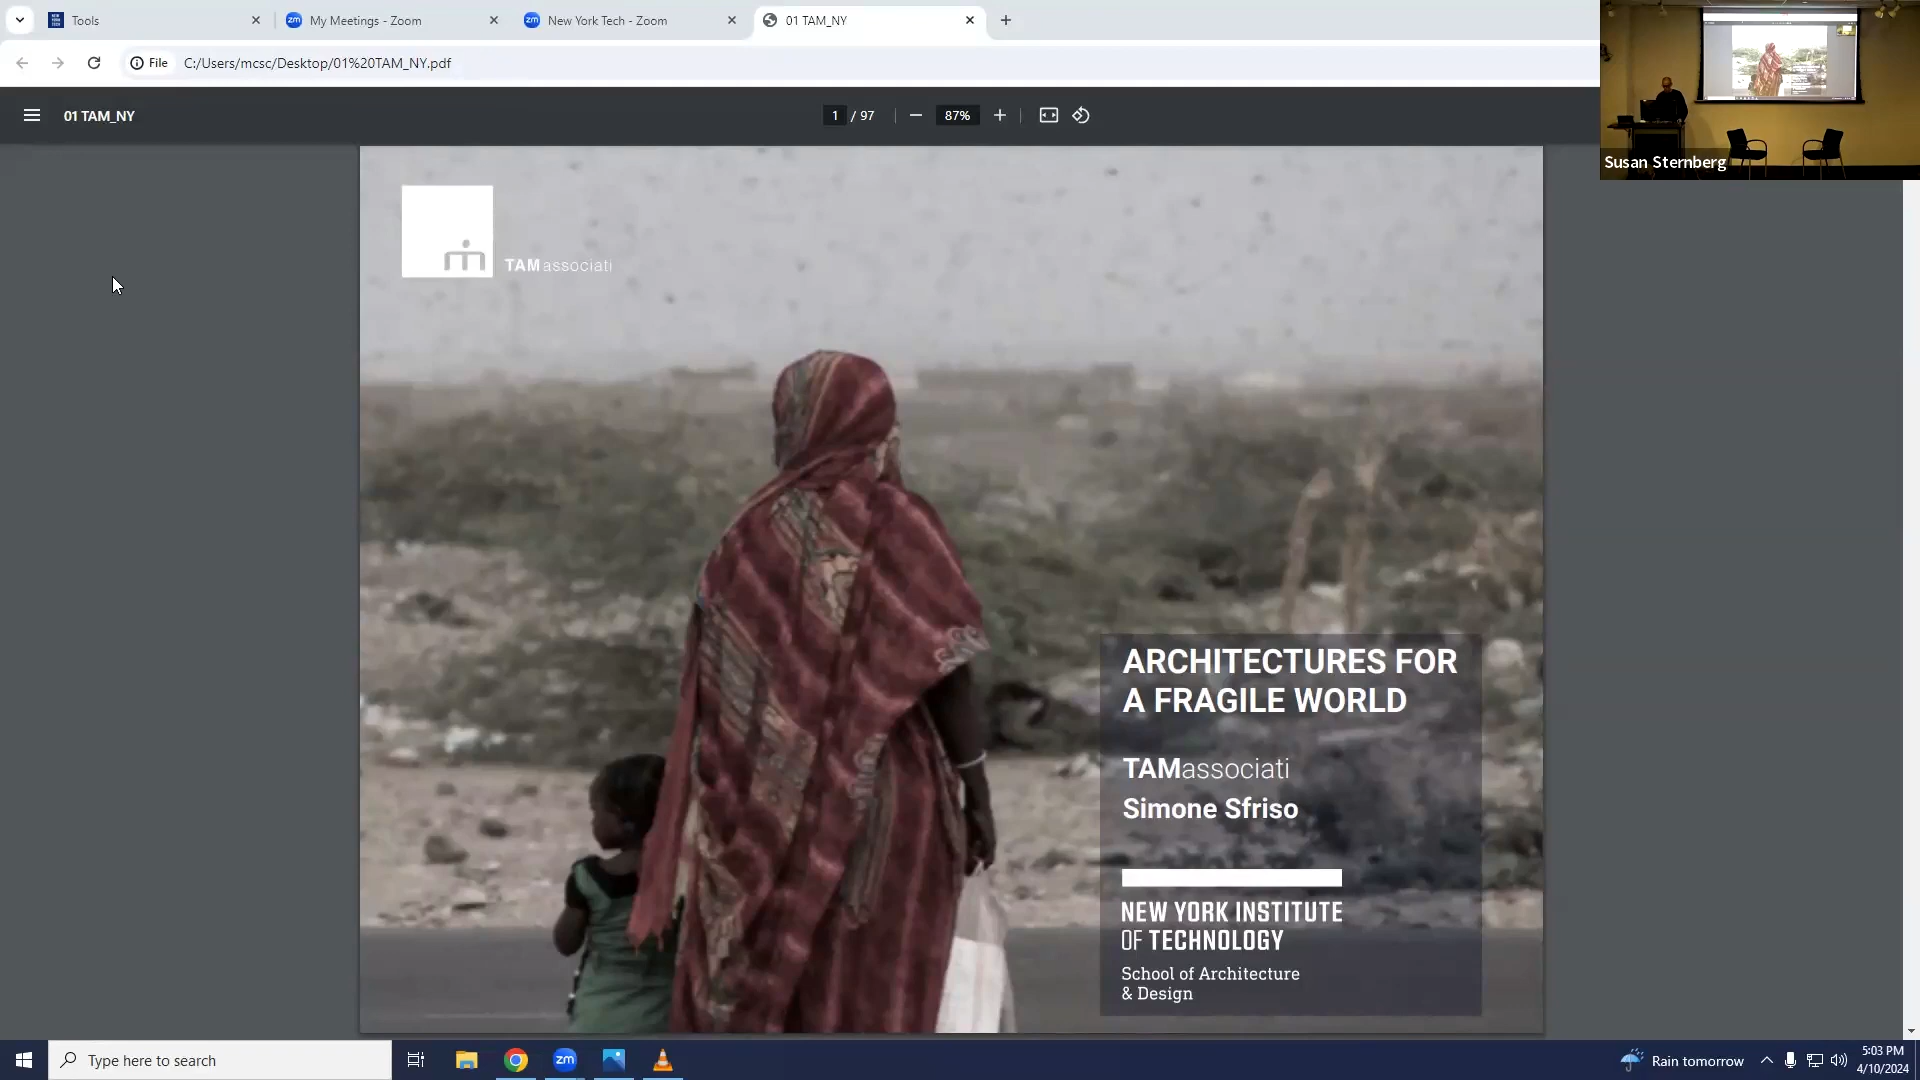 Tools
My Meetings - Zoom
New York Tech - Zoom
01 TAM_NY
File
C:/Users/mcsc/Desktop/01%20TAM_NY.pdf
01 TAM_NY
1 / 97
87%
Susan Sternberg
TAMassociati
ARCHITECTURES FOR
A FRAGILE WORLD
TAMassociati
Simone Sfriso
NEW YORK INSTITUTE
OF TECHNOLOGY
School of Architecture
& Design
zm
Type here to search
Rain tomorrow
5:03 PM
4/10/2024